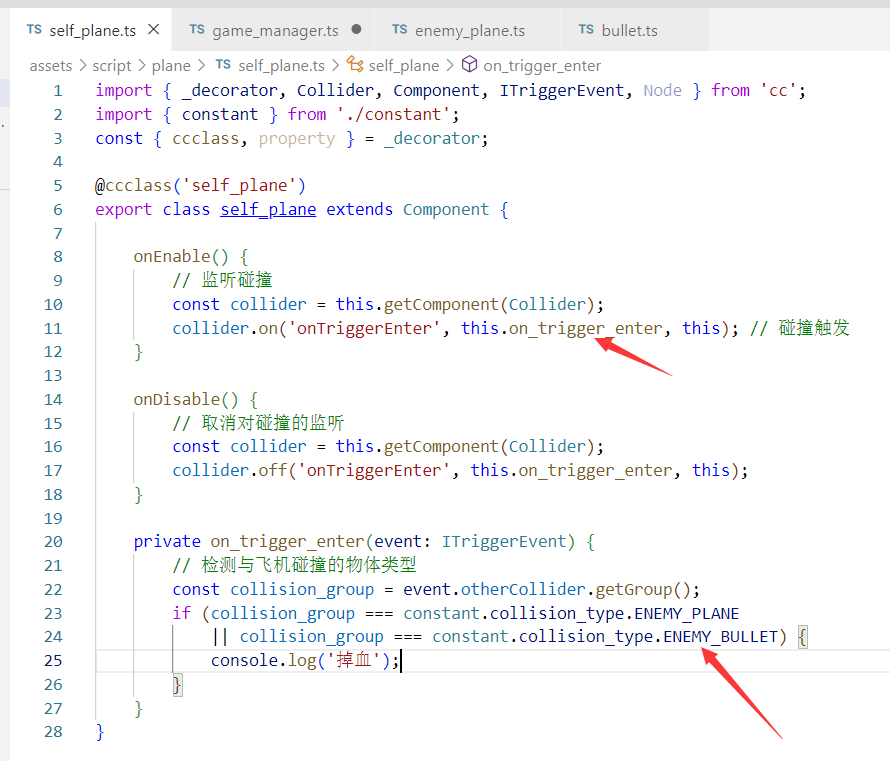 TS self_plane.ts × TS game_manager.ts ● TS enemy_plane.ts TS bullet.ts
assets > script > plane > TS self_plane.ts > self_plane > on_trigger_enter
1 import { _decorator, Collider, Component, ITriggerEvent, Node } from 'cc';
2 import { constant } from './constant';
3 const { ccclass, property } = _decorator;
4
5 @ccclass('self_plane')
6 export class self_plane extends Component {
7
8     onEnable() {
9         // 监听碰撞
10         const collider = this.getComponent(Collider);
11         collider.on('onTriggerEnter', this.on_trigger_enter, this); // 碰撞触发
12     }
13
14     onDisable() {
15         // 取消对碰撞的监听
16         const collider = this.getComponent(Collider);
17         collider.off('onTriggerEnter', this.on_trigger_enter, this);
18     }
19
20     private on_trigger_enter(event: ITriggerEvent) {
21         // 检测与飞机碰撞的物体类型
22         const collision_group = event.otherCollider.getGroup();
23         if (collision_group === constant.collision_type.ENEMY_PLANE
24             || collision_group === constant.collision_type.ENEMY_BULLET) {
25             console.log('掉血');
26         }
27     }
28 }